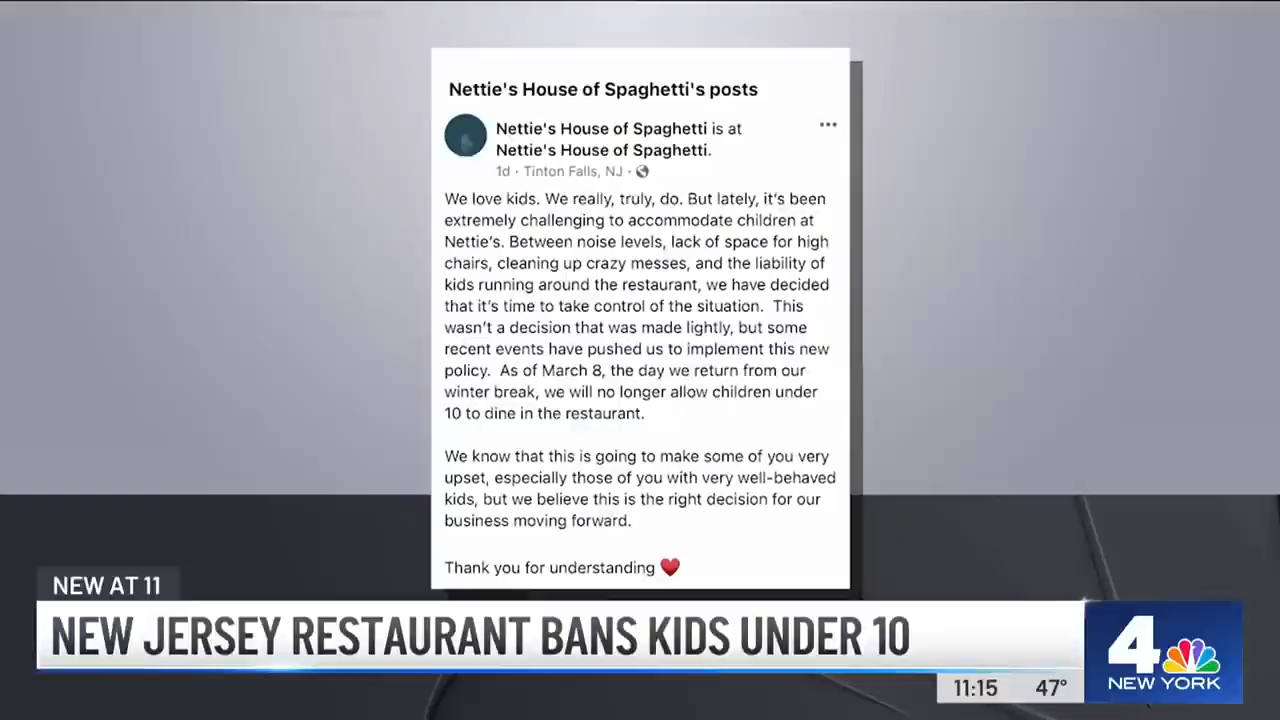 Nettie's House of Spaghetti's posts
Nettie's House of Spaghetti is at
Nettie's House of Spaghetti.
1d · Tinton Falls, NJ ·
We love kids. We really, truly, do. But lately, it's been
extremely challenging to accommodate children at
Nettie's. Between noise levels, lack of space for high
chairs, cleaning up crazy messes, and the liability of
kids running around the restaurant, we have decided
that it's time to take control of the situation.  This
wasn't a decision that was made lightly, but some
recent events have pushed us to implement this new
policy.  As of March 8, the day we return from our
winter break, we will no longer allow children under
10 to dine in the restaurant.
We know that this is going to make some of you very
upset, especially those of you with very well-behaved
kids, but we believe this is the right decision for our
business moving forward.
Thank you for understanding ♥
NEW AT 11
NEW JERSEY RESTAURANT BANS KIDS UNDER 10
4
NEW YORK
11:15 47°